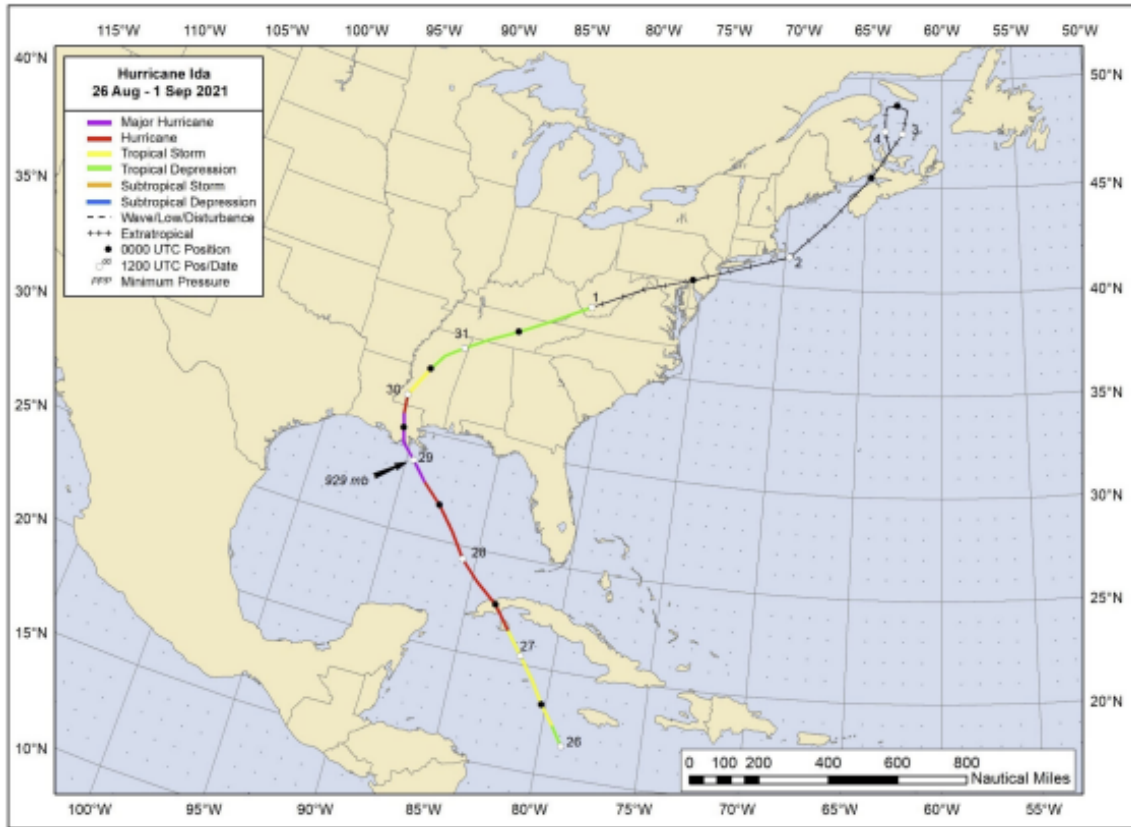 115°W 110°W 105°W 100°W 95°W 90°W 85°W 80°W 75°W 70°W 65°W 60°W 55°W 50°W
40°N
35°N
30°N
25°N
20°N
15°N
10°N
50°N
45°N
40°N
35°N
30°N
25°N
20°N
Hurricane Ida
26 Aug - 1 Sep 2021
Major Hurricane
Hurricane
Tropical Storm
Tropical Depression
Subtropical Storm
Subtropical Depression
Wave/Low/Disturbance
Extratropical
0000 UTC Position
00 1200 UTC Pos/Date
PPP Minimum Pressure
4
3
2
1
31
30
29
929 mb
28
27
26
0 100 200 400 600 800
Nautical Miles
100°W 95°W 90°W 85°W 80°W 75°W 70°W 65°W 60°W 55°W